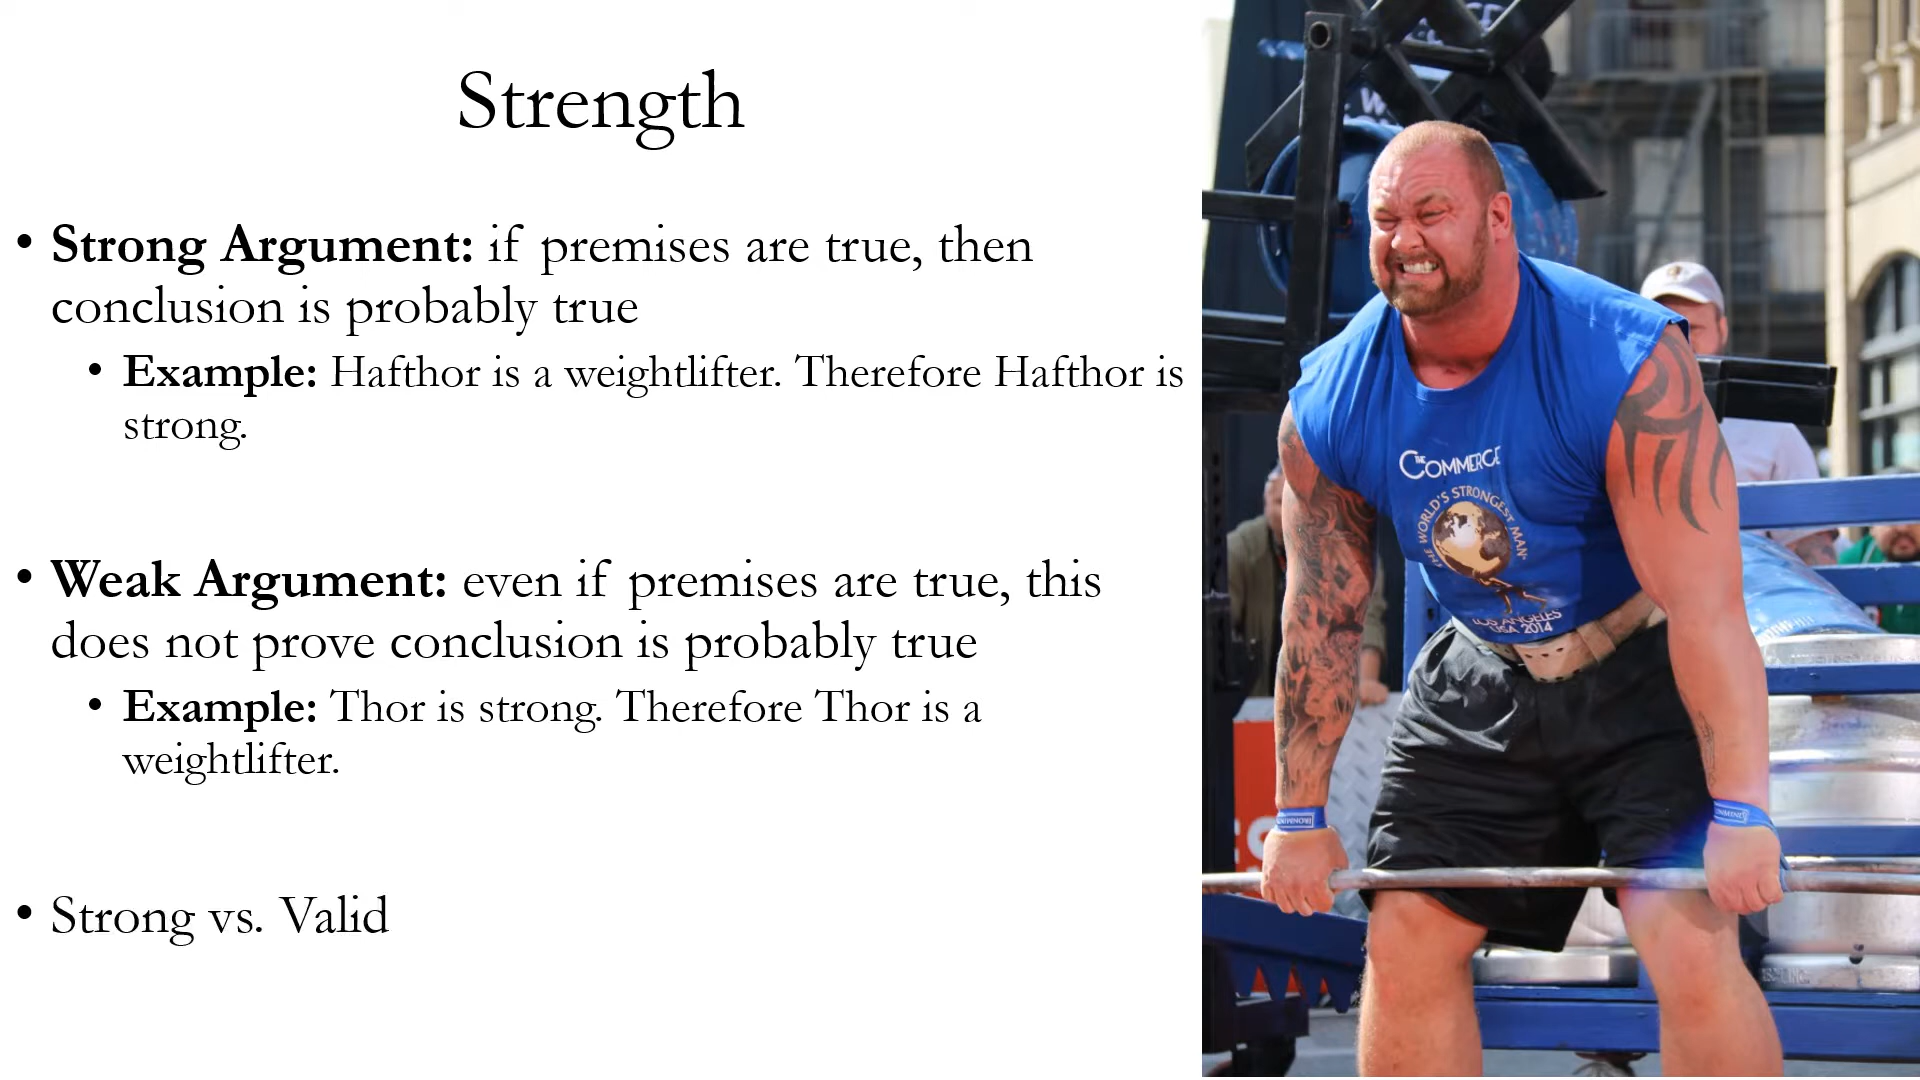 Strength
• Strong Argument: if premises are true, then
conclusion is probably true
• Example: Hafthor is a weightlifter. Therefore Hafthor is
strong.
• Weak Argument: even if premises are true, this
does not prove conclusion is probably true
• Example: Thor is strong. Therefore Thor is a
weightlifter.
• Strong vs. Valid
THE COMMERCE
THE WORLD'S STRONGEST MAN
LOS ANGELES
USA 2014